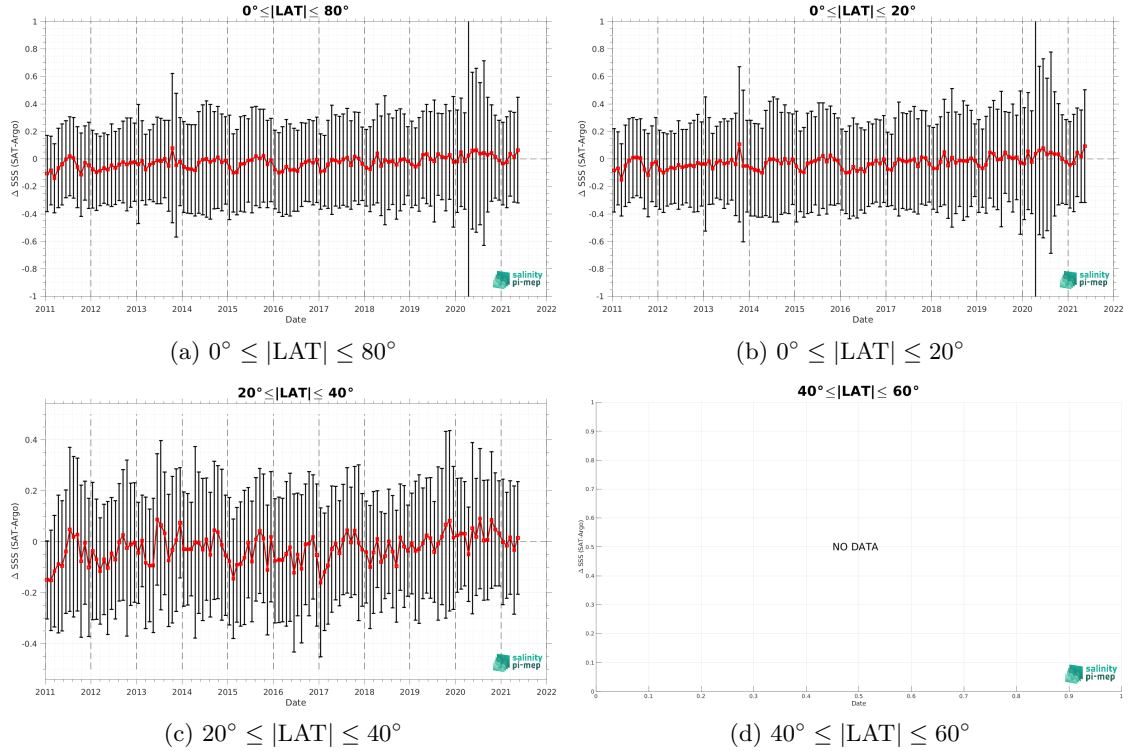 0°≤|LAT|≤ 80°
Δ SSS (SAT-Argo)
1
0.8
0.6
0.4
0.2
0
-0.2
-0.4
-0.6
-0.8
-1
2011 2012 2013 2014 2015 2016 2017 2018 2019 2020 2021 2022
Date
salinity
pi-mep
(a) 0° ≤ |LAT| ≤ 80°
0°≤|LAT|≤ 20°
Δ SSS (SAT-Argo)
1
0.8
0.6
0.4
0.2
0
-0.2
-0.4
-0.6
-0.8
-1
2011 2012 2013 2014 2015 2016 2017 2018 2019 2020 2021 2022
Date
salinity
pi-mep
(b) 0° ≤ |LAT| ≤ 20°
20°≤|LAT|≤ 40°
Δ SSS (SAT-Argo)
0.4
0.2
0
-0.2
-0.4
2011 2012 2013 2014 2015 2016 2017 2018 2019 2020 2021 2022
Date
salinity
pi-mep
(c) 20° ≤ |LAT| ≤ 40°
40°≤|LAT|≤ 60°
Δ SSS (SAT-Argo)
1
0.9
0.8
0.7
0.6
0.5
0.4
0.3
0.2
0.1
0
NO DATA
0 0.1 0.2 0.3 0.4 0.5 0.6 0.7 0.8 0.9 1
Date
salinity
pi-mep
(d) 40° ≤ |LAT| ≤ 60°